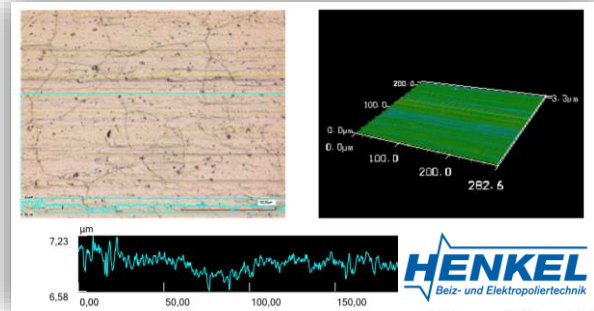 200.0
100.0
0.0µm
0.0µm
100.0
200.0
282.6
3.3µm
µm
7,23
6,58
0,00
50,00
100,00
150,00
HENKEL
Beiz- und Elektropoliertechnik